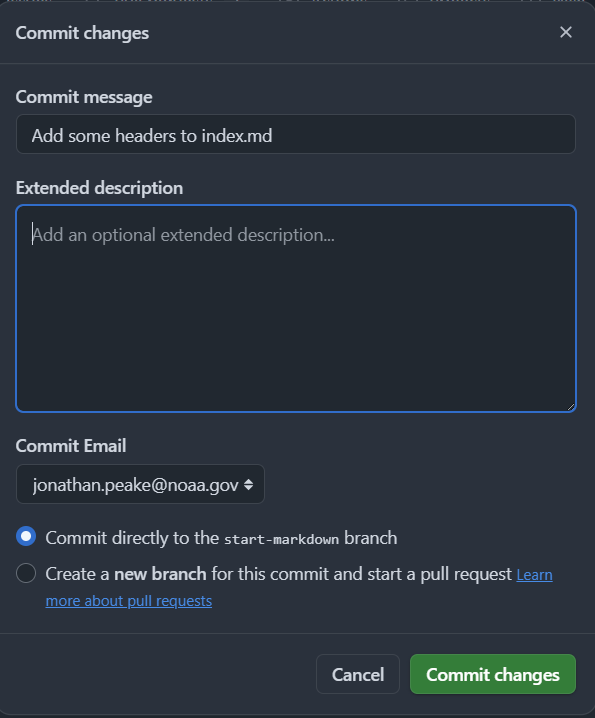 Commit changes
Commit message
Add some headers to index.md
Extended description
Add an optional extended description...
Commit Email
jonathan.peake@noaa.gov
Commit directly to the start-markdown branch
Create a new branch for this commit and start a pull request Learn
more about pull requests
Cancel
Commit changes